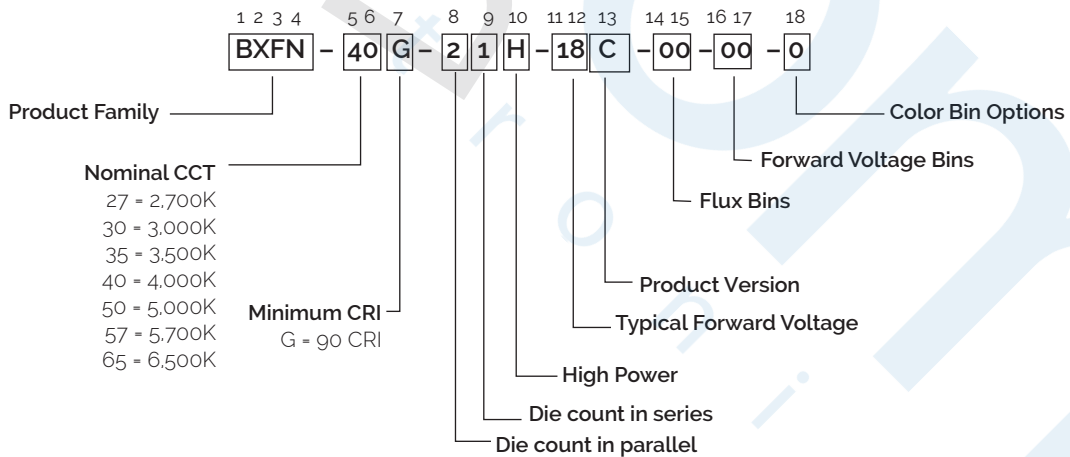 1 2 3 4 5 6 7 8 9 10 11 12 13 14 15 16 17 18
BXFN – 40 G – 2 1 H – 18 C – 00 – 00 – 0
Product Family
Color Bin Options
Forward Voltage Bins
Nominal CCT
27 = 2,700K
30 = 3,000K
35 = 3,500K
40 = 4,000K
50 = 5,000K
57 = 5,700K
65 = 6,500K
Flux Bins
Product Version
Minimum CRI
G = 90 CRI
Typical Forward Voltage
High Power
Die count in series
Die count in parallel